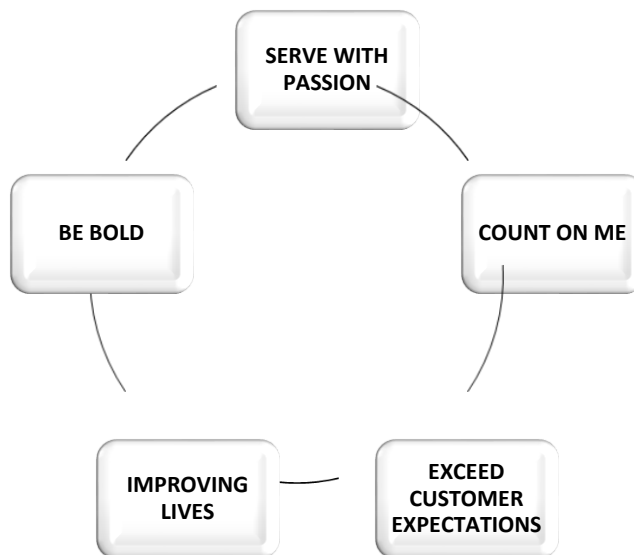 SERVE WITH
PASSION
COUNT ON ME
EXCEED
CUSTOMER
EXPECTATIONS
IMPROVING
LIVES
BE BOLD